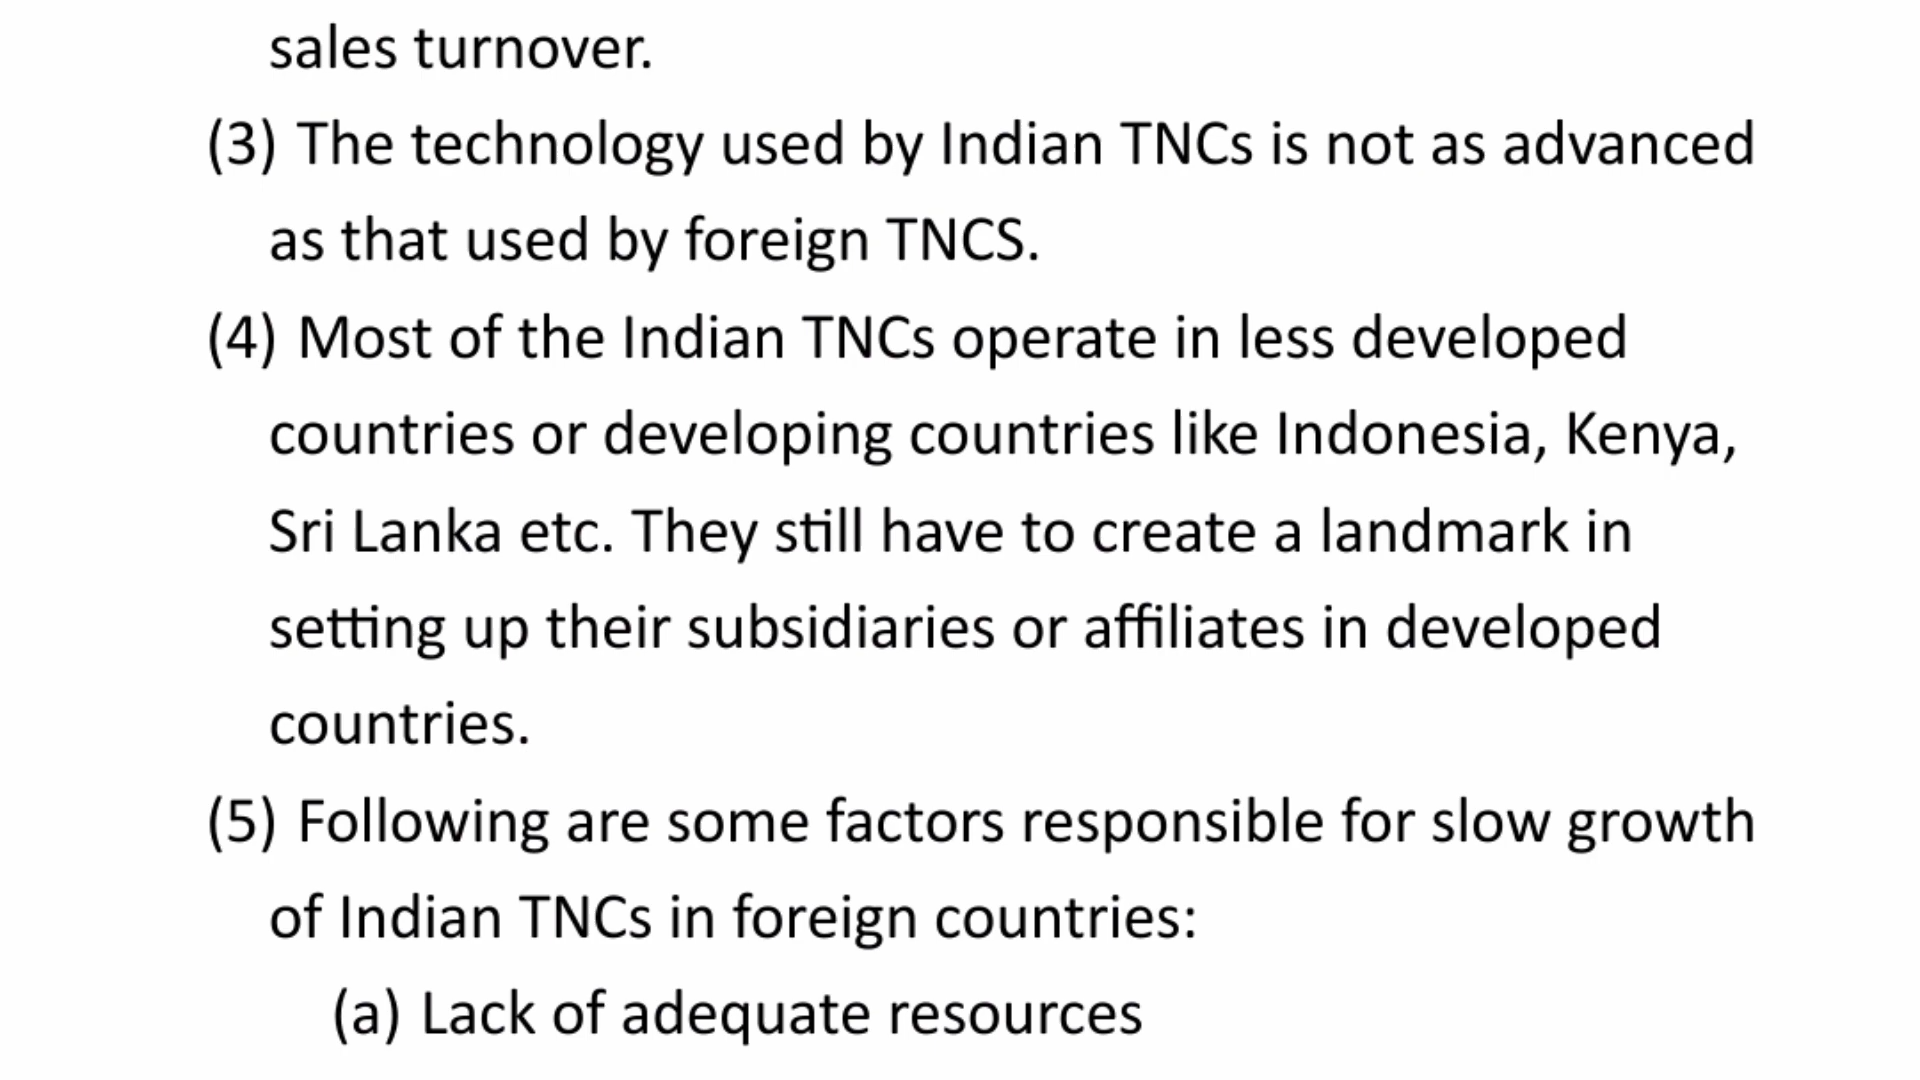 sales turnover.
(3) The technology used by Indian TNCs is not as advanced
as that used by foreign TNCS.
(4) Most of the Indian TNCs operate in less developed
countries or developing countries like Indonesia, Kenya,
Sri Lanka etc. They still have to create a landmark in
setting up their subsidiaries or affiliates in developed
countries.
(5) Following are some factors responsible for slow growth
of Indian TNCs in foreign countries:
(a) Lack of adequate resources